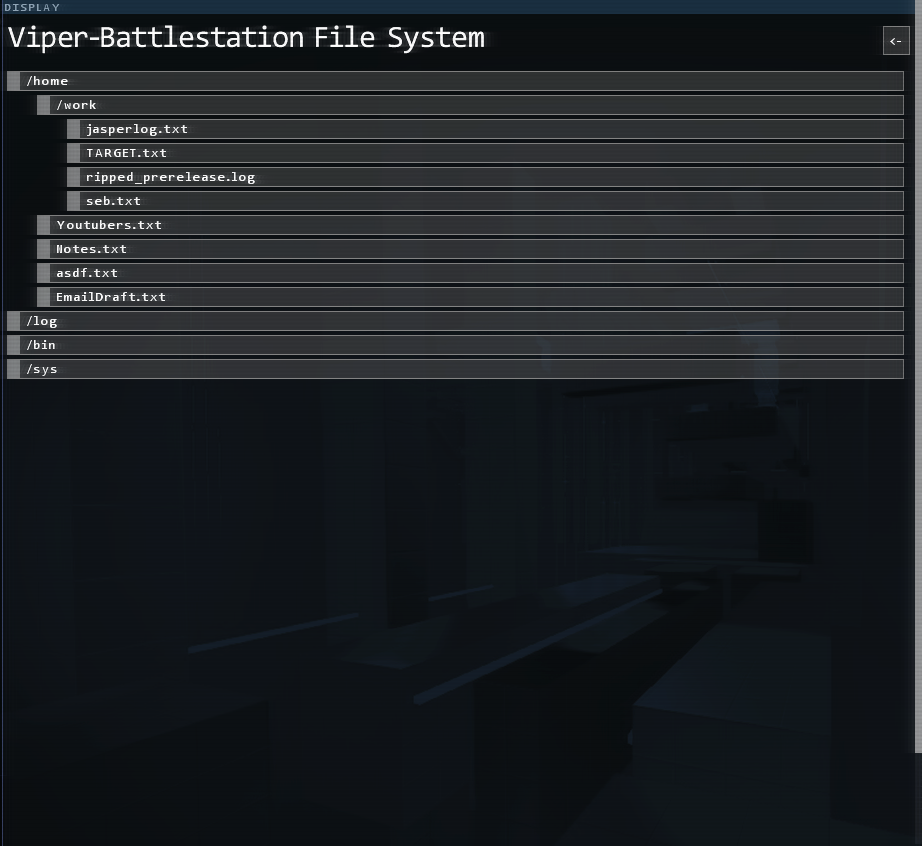 DISPLAY
Viper-Battlestation File System
<-
/home
/work
jasperlog.txt
TARGET.txt
ripped_prerelease.log
seb.txt
Youtubers.txt
Notes.txt
asdf.txt
EmailDraft.txt
/log
/bin
/sys